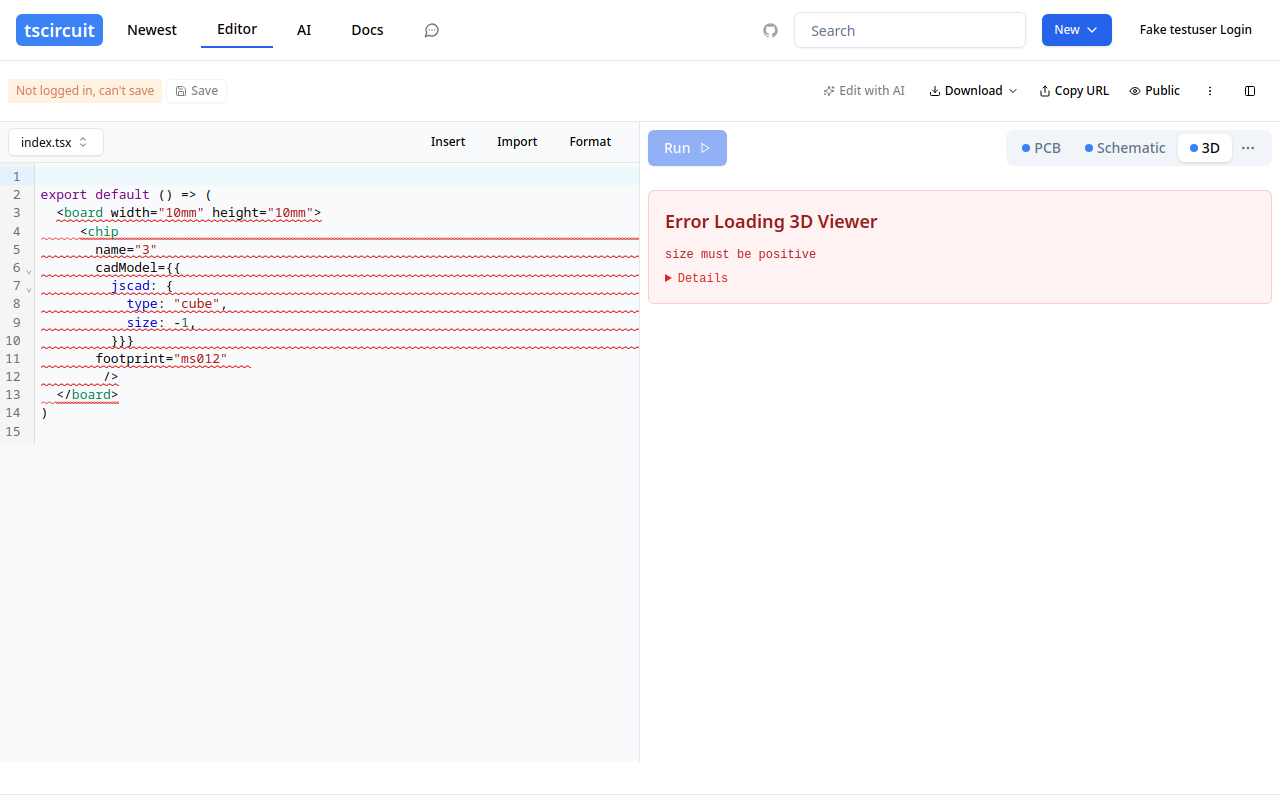 tscircuit Newest Editor AI Docs Search New Fake testuser Login
Not logged in, can't save Save Edit with AI Download Copy URL Public
index.tsx Insert Import Format Run PCB Schematic 3D
1
2 export default () => (
3 <board width="10mm" height="10mm">
4 <chip
5 name="3"
6 cadModel={{
7 jscad: {
8 type: "cube",
9 size: -1,
10 }}}
11 footprint="ms012"
12 />
13 </board>
14 )
15
Error Loading 3D Viewer
size must be positive
Details